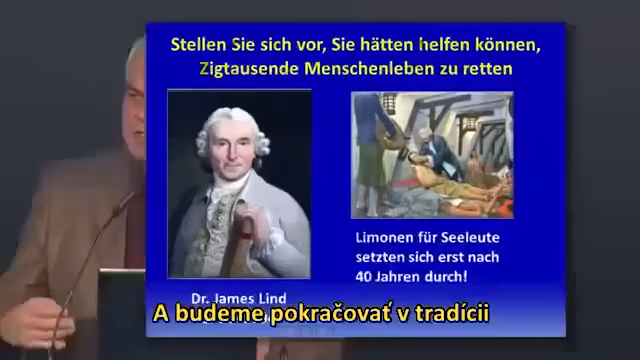 Stellen Sie sich vor, Sie hätten helfen können,
Zigtausende Menschenleben zu retten
Limonen für Seeleute
setzten sich erst nach
40 Jahren durch!
Dr. James Lind
A budeme pokračovať v tradícii